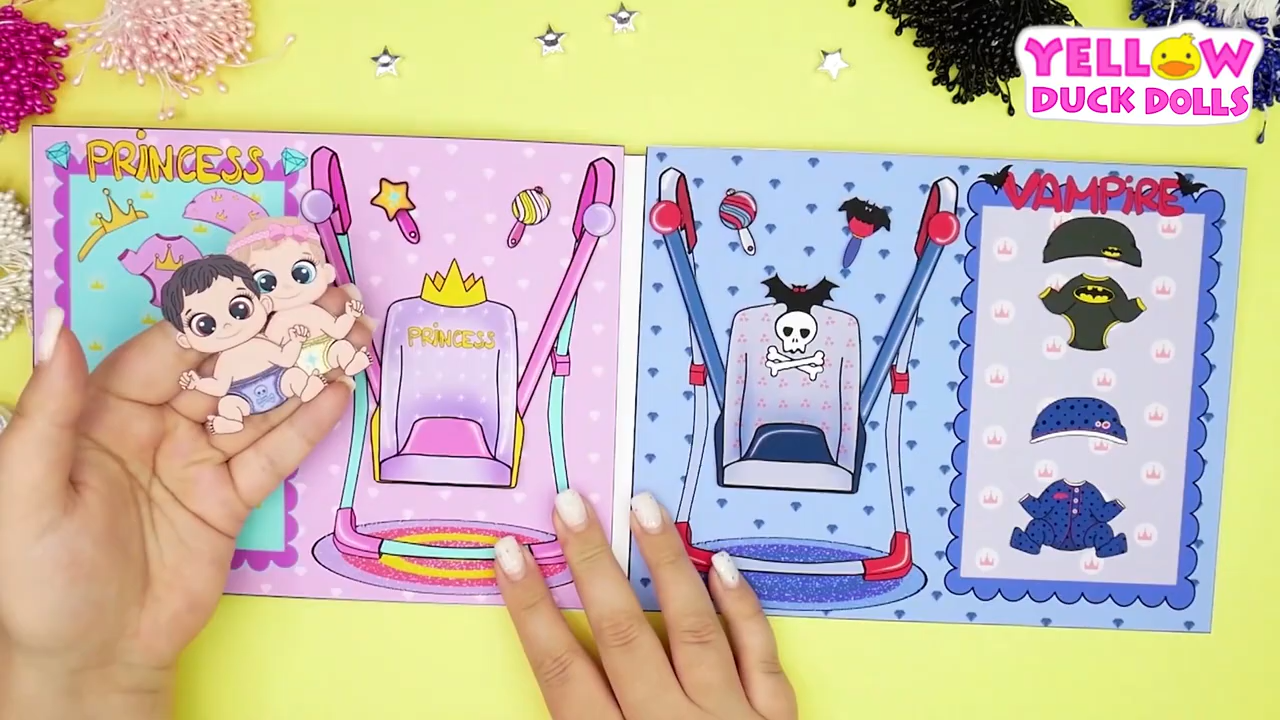 YELLOW
DUCK DOLLS
PRINCESS
VAMPIRE
PRINCESS